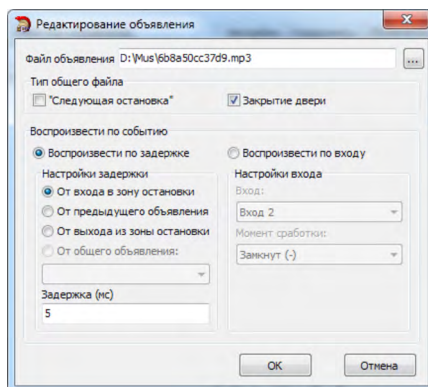 Редактирование объявления
Файл объявления D:\Mus\6b8a50cc37d9.mp3 ...
Тип общего файла
"Следующая остановка" Закрытие двери
Воспроизвести по событию
Воспроизвести по задержке Воспроизвести по входу
Настройки задержки Настройки входа
От входа в зону остановки Вход:
От предыдущего объявления Вход 2
От выхода из зоны остановки Момент сработки:
От общего объявления: Замкнут (-)
Задержка (мс)
5
OK Отмена